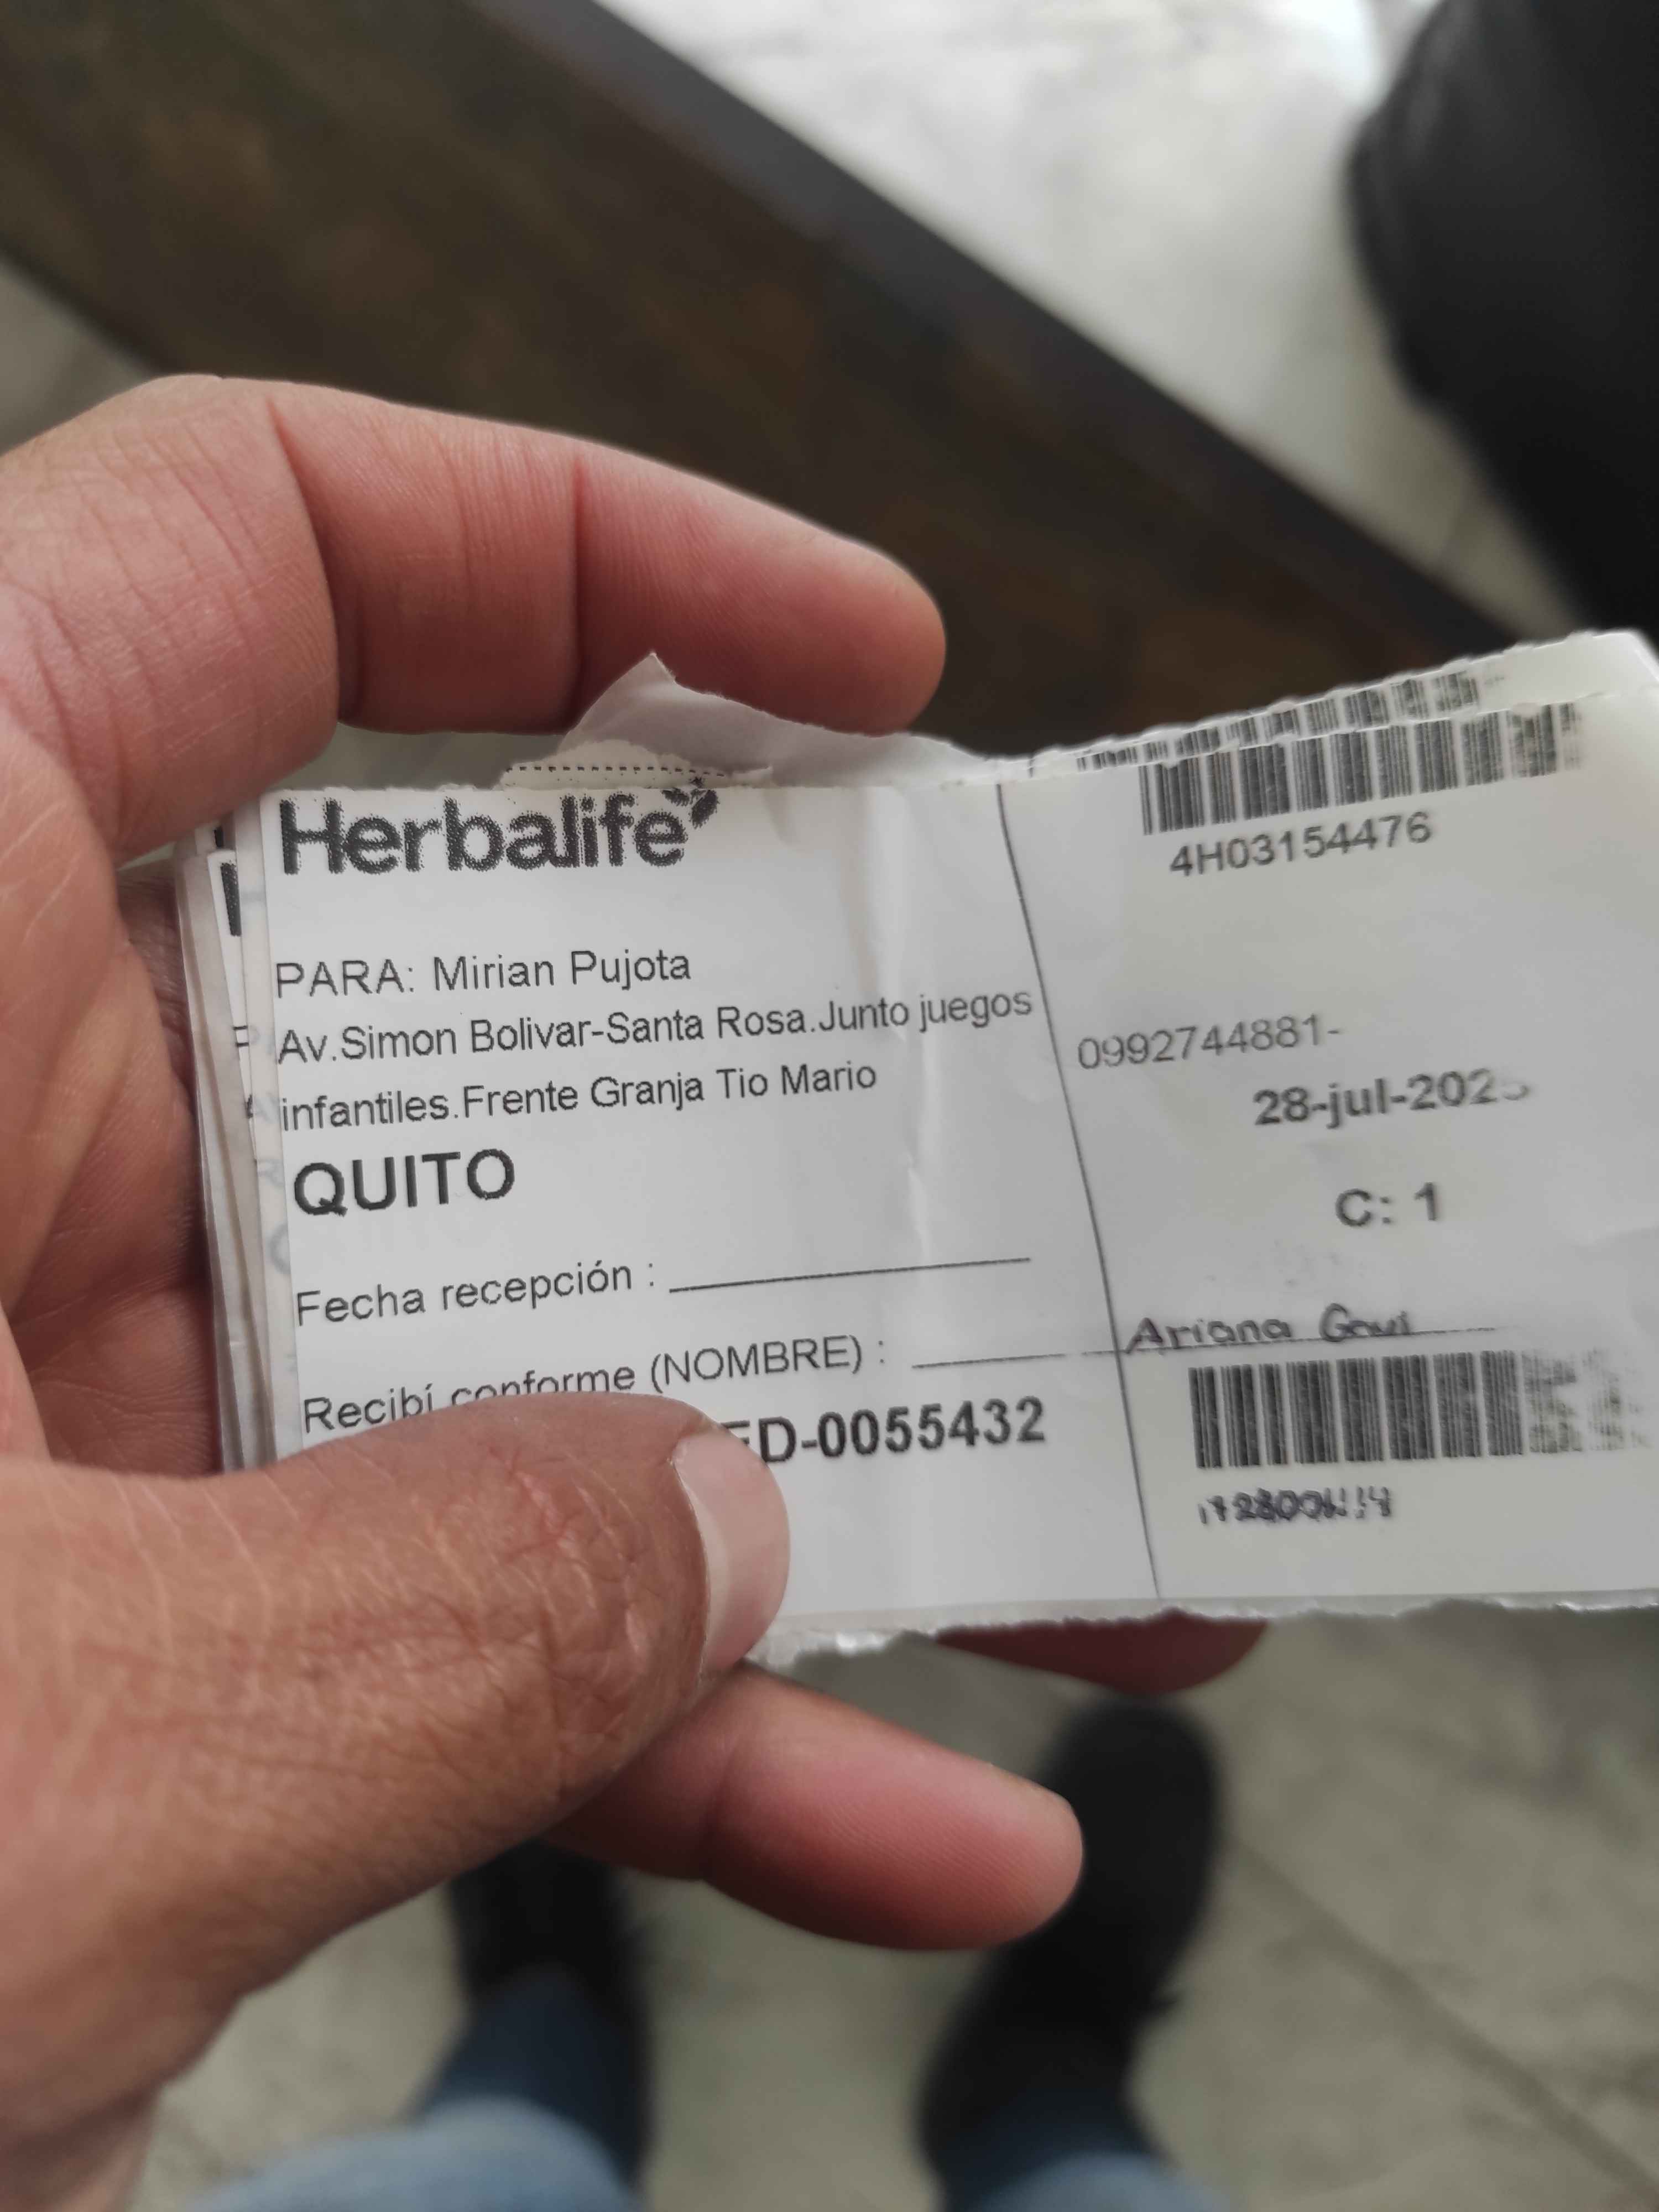 Herbalife
4H03154476
PARA: Mirian Pujota
Av.Simon Bolivar-Santa Rosa.Junto juegos
infantiles.Frente Granja Tio Mario
0992744881-
28-jul-202
QUITO
C: 1
Fecha recepción :
Recibí conforme (NOMBRE) :
Ariana
ED-0055432